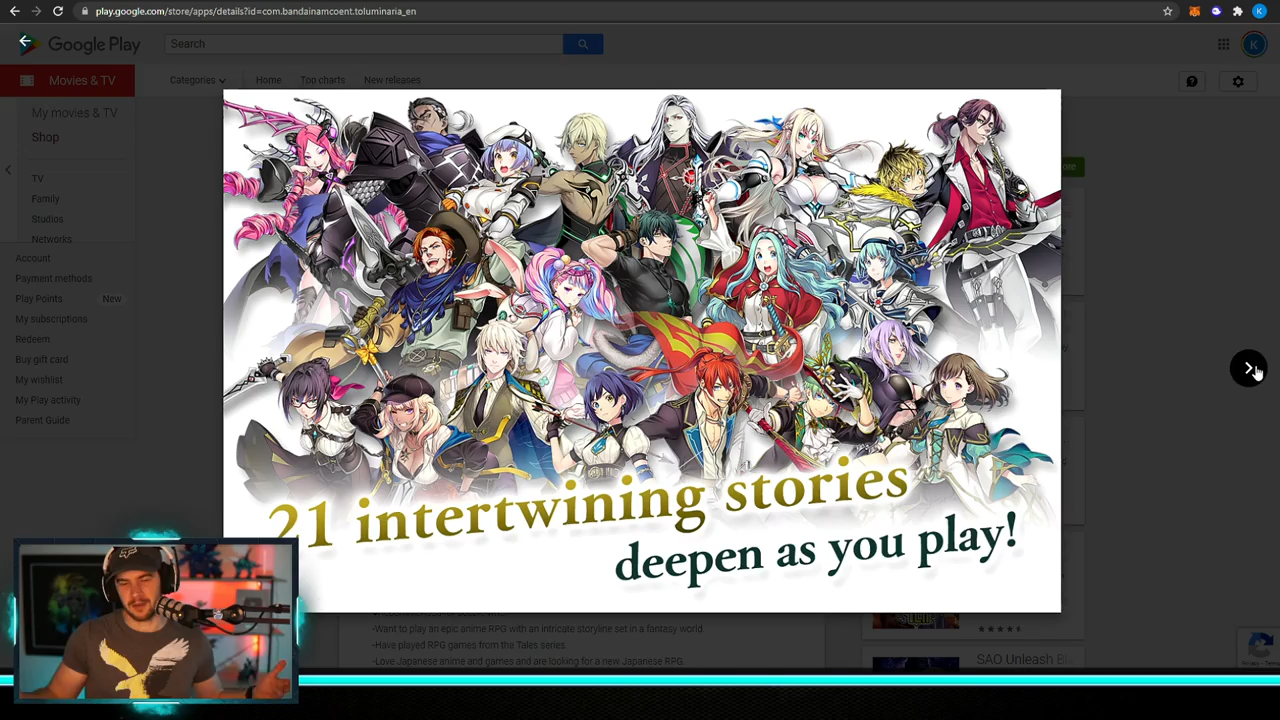 play.google.com/store/apps/details?id=com.bandainamcoent.toluminaria_en
K
Google Play
Search
K
Movies & TV
Categories
Home
Top charts
New releases
My movies & TV
Shop
TV
Family
Studios
Networks
Account
Payment methods
Play Points
New
My subscriptions
Redeem
Buy gift card
My wishlist
My Play activity
Parent Guide
21 intertwining stories
deepen as you play!
-Want to play an epic anime RPG with an intricate storyline set in a fantasy world.
-Have played RPG games from the Tales series.
-Love Japanese anime and games and are looking for a new Japanese RPG.
SAO Unleash